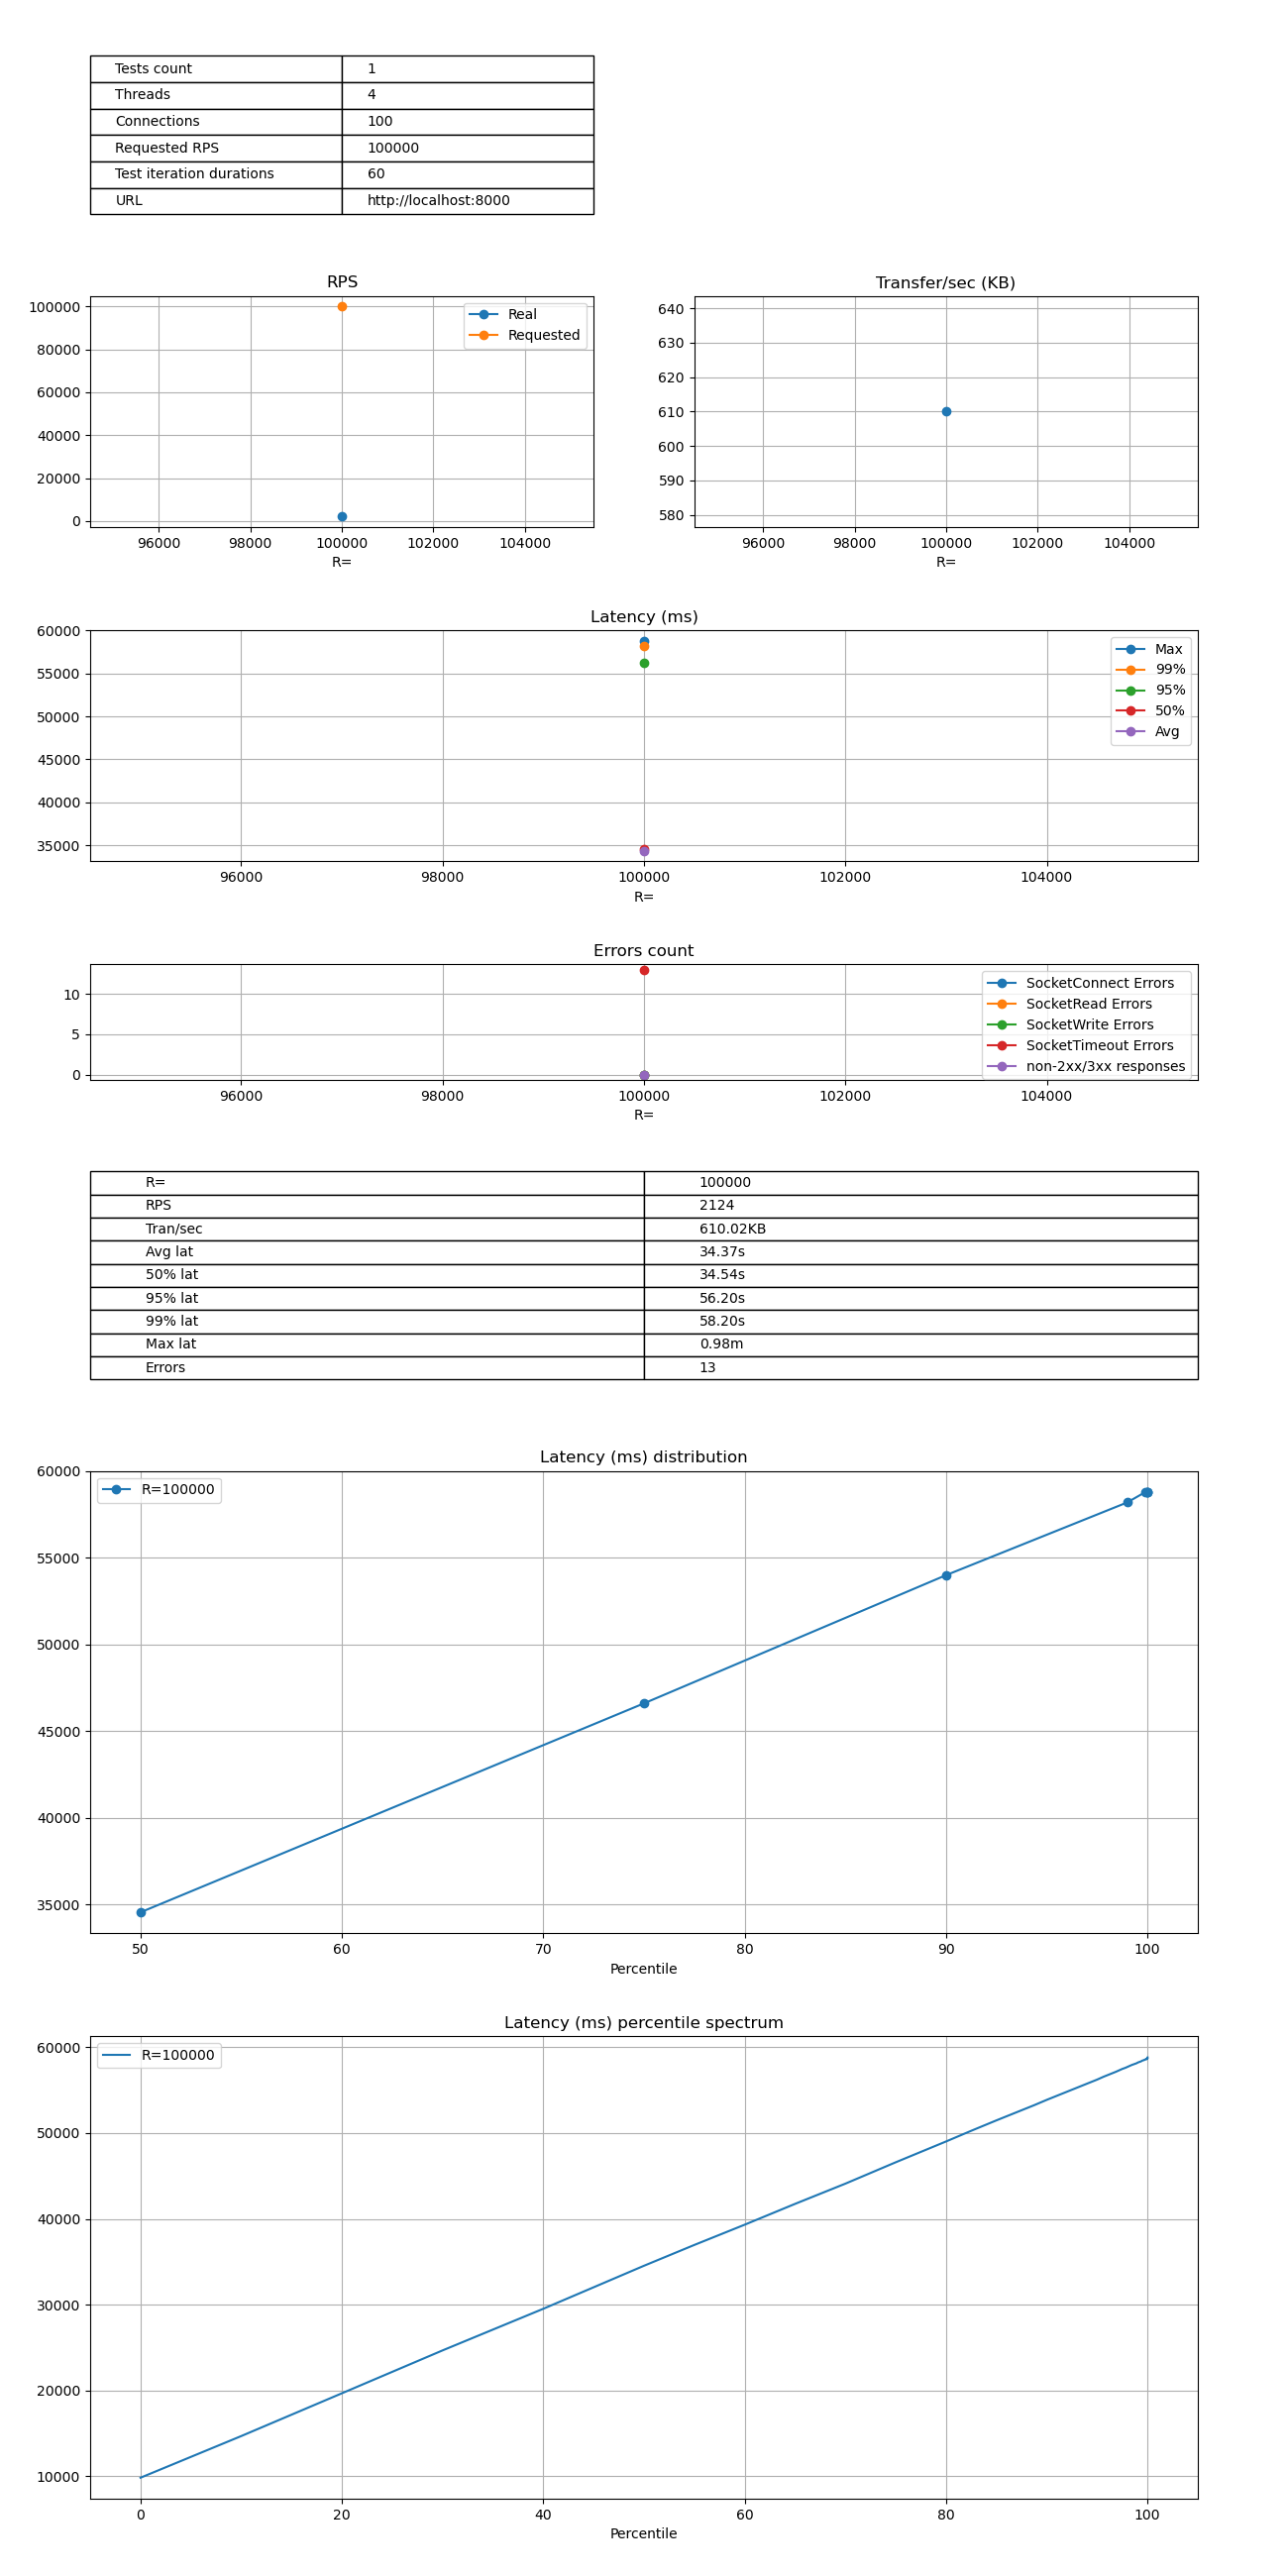 Tests count 1
Threads 4
Connections 100
Requested RPS 100000
Test iteration durations 60
URL http://localhost:8000
RPS
100000
80000
60000
40000
20000
0
Real
Requested
96000 98000 100000 102000 104000
R=
Transfer/sec (KB)
640
630
620
610
600
590
580
96000 98000 100000 102000 104000
R=
Latency (ms)
60000
55000
50000
45000
40000
35000
Max
99%
95%
50%
Avg
96000 98000 100000 102000 104000
R=
Errors count
10
5
0
SocketConnect Errors
SocketRead Errors
SocketWrite Errors
SocketTimeout Errors
non-2xx/3xx responses
96000 98000 100000 102000 104000
R=
R= 100000
RPS 2124
Tran/sec 610.02KB
Avg lat 34.37s
50% lat 34.54s
95% lat 56.20s
99% lat 58.20s
Max lat 0.98m
Errors 13
Latency (ms) distribution
60000
55000
50000
45000
40000
35000
R=100000
50 60 70 80 90 100
Percentile
Latency (ms) percentile spectrum
60000
50000
40000
30000
20000
10000
R=100000
0 20 40 60 80 100
Percentile